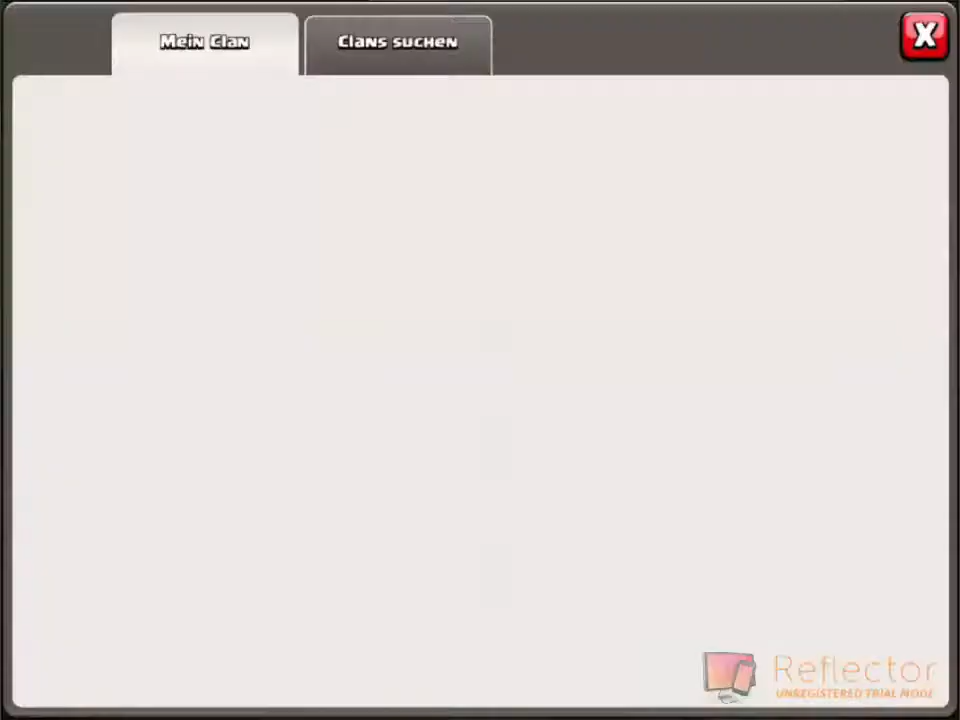 Mein Clan
Clans suchen
X
Reflector
UNREGISTERED TRIAL MODE